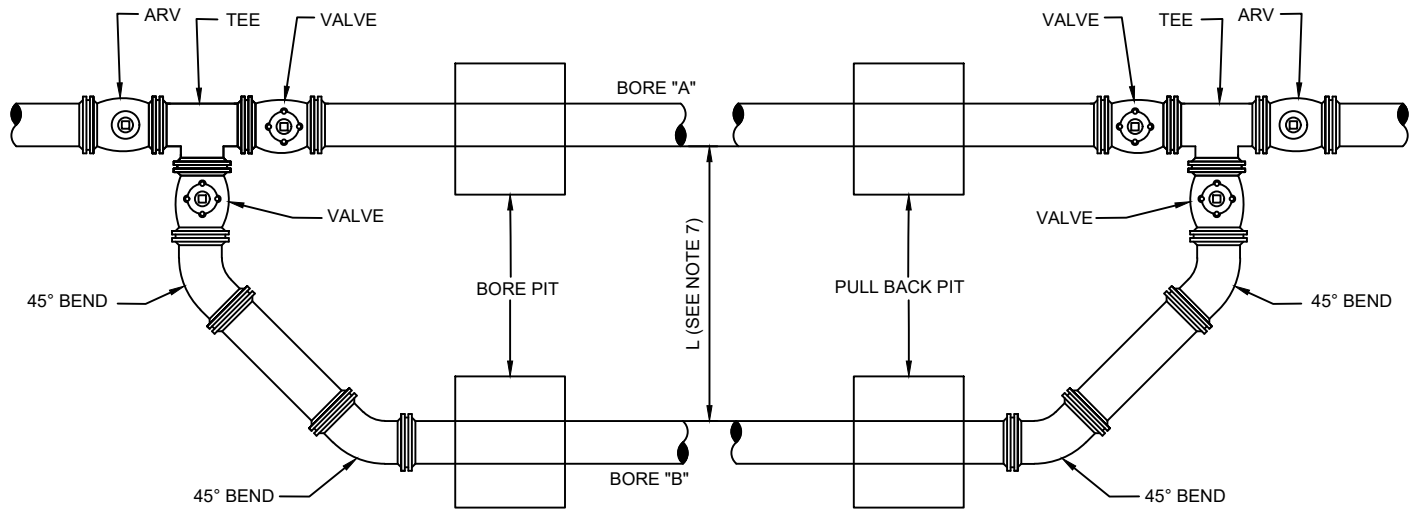 ARV
TEE
VALVE
VALVE
TEE
ARV
BORE "A"
VALVE
VALVE
BORE PIT
L (SEE NOTE 7)
PULL BACK PIT
45° BEND
45° BEND
BORE "B"
45° BEND
45° BEND